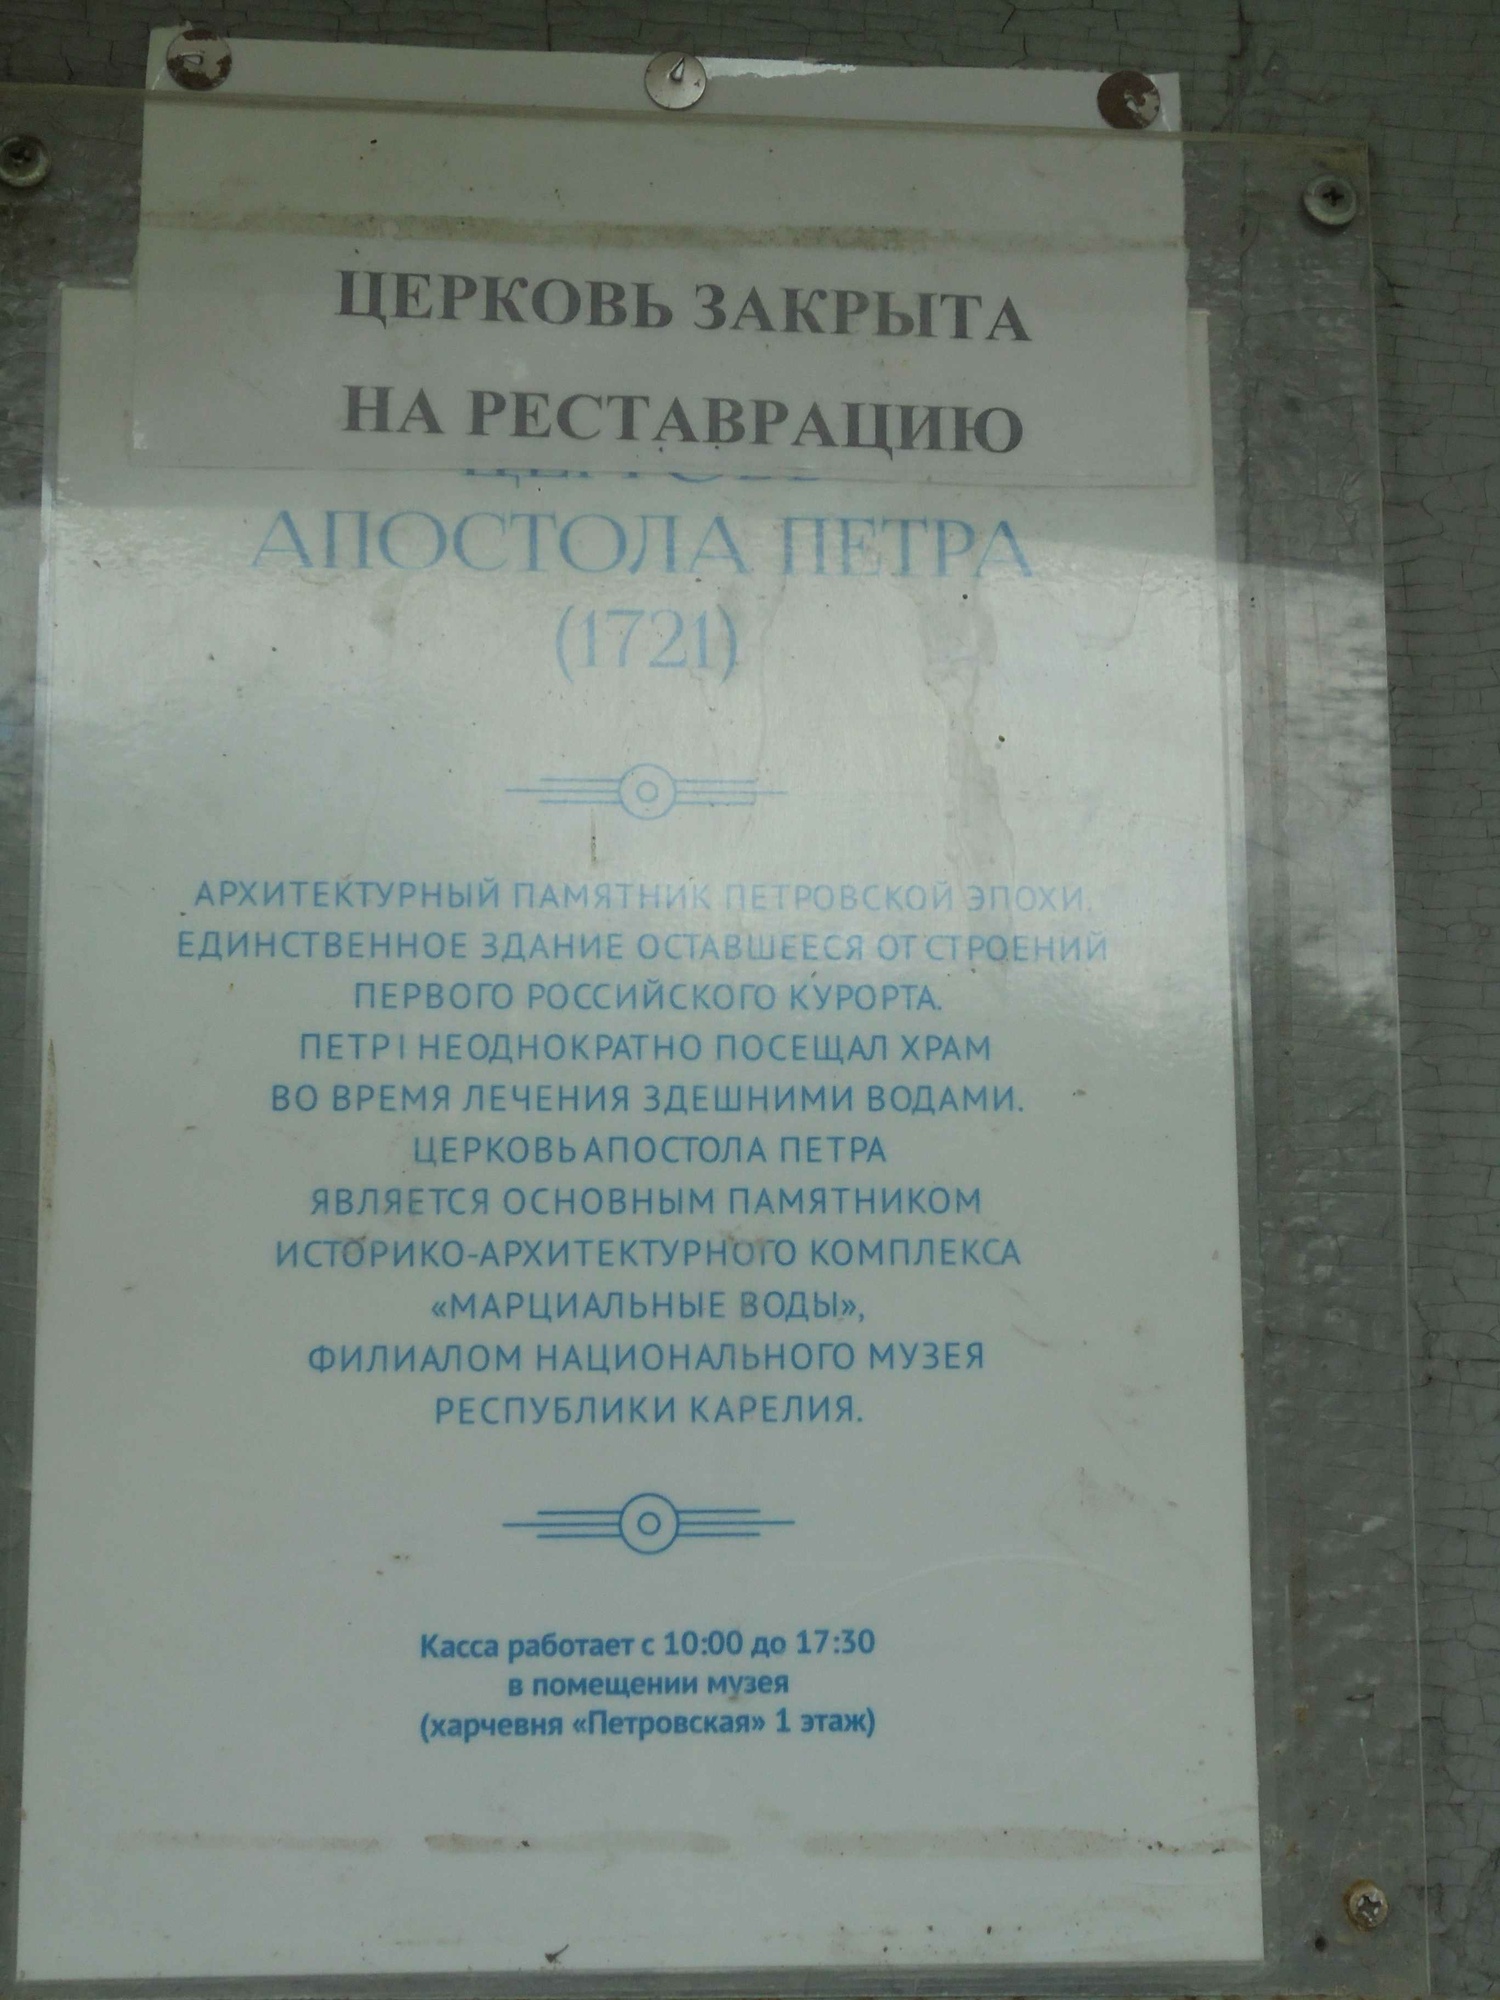 ЦЕРКОВЬ ЗАКРЫТА
НА РЕСТАВРАЦИЮ
АПОСТОЛА ПЕТРА
(1721)
АРХИТЕКТУРНЫЙ ПАМЯТНИК ПЕТРОВСКОЙ ЭПОХИ.
ЕДИНСТВЕННОЕ ЗДАНИЕ ОСТАВШЕЕСЯ ОТ СТРОЕНИЙ
ПЕРВОГО РОССИЙСКОГО КУРОРТА.
ПЕТР I НЕОДНОКРАТНО ПОСЕЩАЛ ХРАМ
ВО ВРЕМЯ ЛЕЧЕНИЯ ЗДЕШНИМИ ВОДАМИ.
ЦЕРКОВЬ АПОСТОЛА ПЕТРА
ЯВЛЯЕТСЯ ОСНОВНЫМ ПАМЯТНИКОМ
ИСТОРИКО-АРХИТЕКТУРНОГО КОМПЛЕКСА
«МАРЦИАЛЬНЫЕ ВОДЫ»,
ФИЛИАЛОМ НАЦИОНАЛЬНОГО МУЗЕЯ
РЕСПУБЛИКИ КАРЕЛИЯ.
Касса работает с 10:00 до 17:30
в помещении музея
(харчевня «Петровская» 1 этаж)